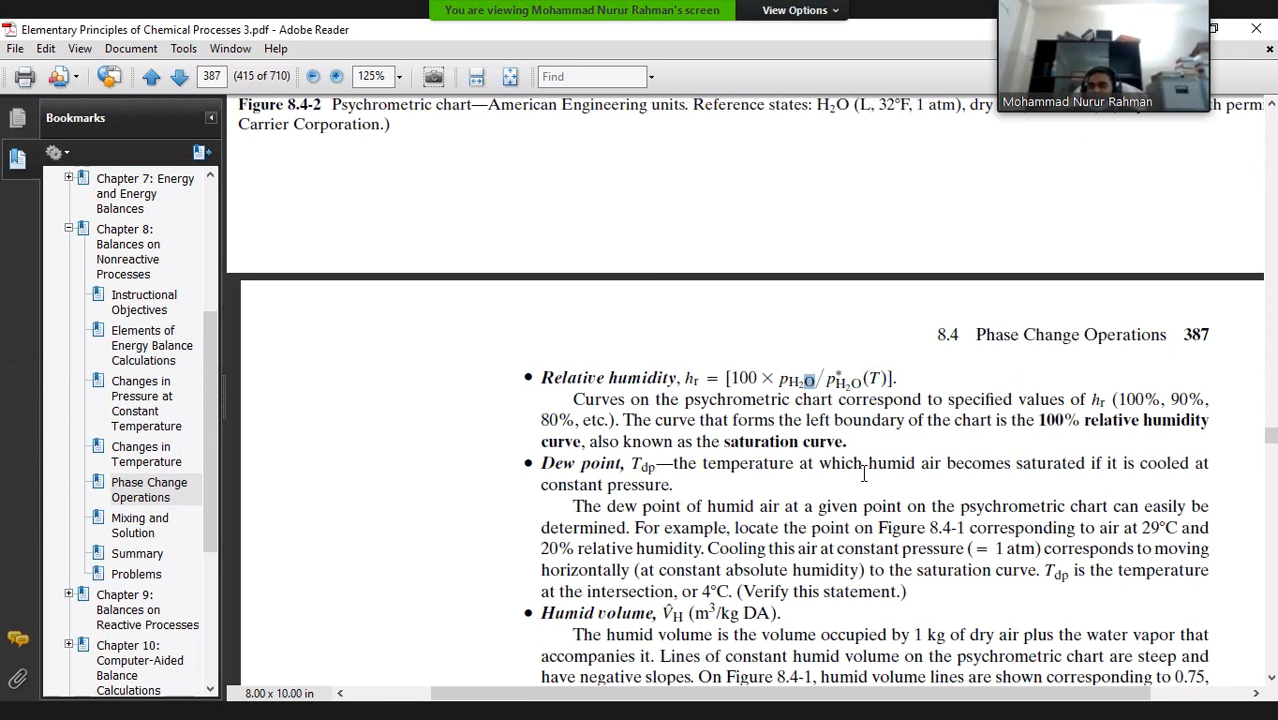 You are viewing Mohammad Nurur Rahman's screen
View Options
Elementary Principles of Chemical Processes 3.pdf - Adobe Reader
File Edit View Document Tools Window Help
387 (415 of 710) 125% Find
Mohammad Nurur Rahman
Bookmarks
Chapter 7: Energy
and Energy
Balances
Chapter 8:
Balances on
Nonreactive
Processes
Instructional
Objectives
Elements of
Energy Balance
Calculations
Changes in
Pressure at
Constant
Temperature
Changes in
Temperature
Phase Change
Operations
Mixing and
Solution
Summary
Problems
Chapter 9:
Balances on
Reactive Processes
Chapter 10:
Computer-Aided
Balance
Calculations
Figure 8.4-2 Psychrometric chart—American Engineering units. Reference states: H₂O (L, 32°F, 1 atm), dry
Carrier Corporation.)
8.4 Phase Change Operations 387
• Relative humidity, hr = [100 × pH₂O/p*H₂O(T)].
Curves on the psychrometric chart correspond to specified values of hr (100%, 90%,
80%, etc.). The curve that forms the left boundary of the chart is the 100% relative humidity
curve, also known as the saturation curve.
• Dew point, Tdp—the temperature at which humid air becomes saturated if it is cooled at
constant pressure.
The dew point of humid air at a given point on the psychrometric chart can easily be
determined. For example, locate the point on Figure 8.4-1 corresponding to air at 29°C and
20% relative humidity. Cooling this air at constant pressure (= 1 atm) corresponds to moving
horizontally (at constant absolute humidity) to the saturation curve. Tdp is the temperature
at the intersection, or 4°C. (Verify this statement.)
• Humid volume, V̂H (m³/kg DA).
The humid volume is the volume occupied by 1 kg of dry air plus the water vapor that
accompanies it. Lines of constant humid volume on the psychrometric chart are steep and
have negative slopes. On Figure 8.4-1, humid volume lines are shown corresponding to 0.75,
8.00 x 10.00 in